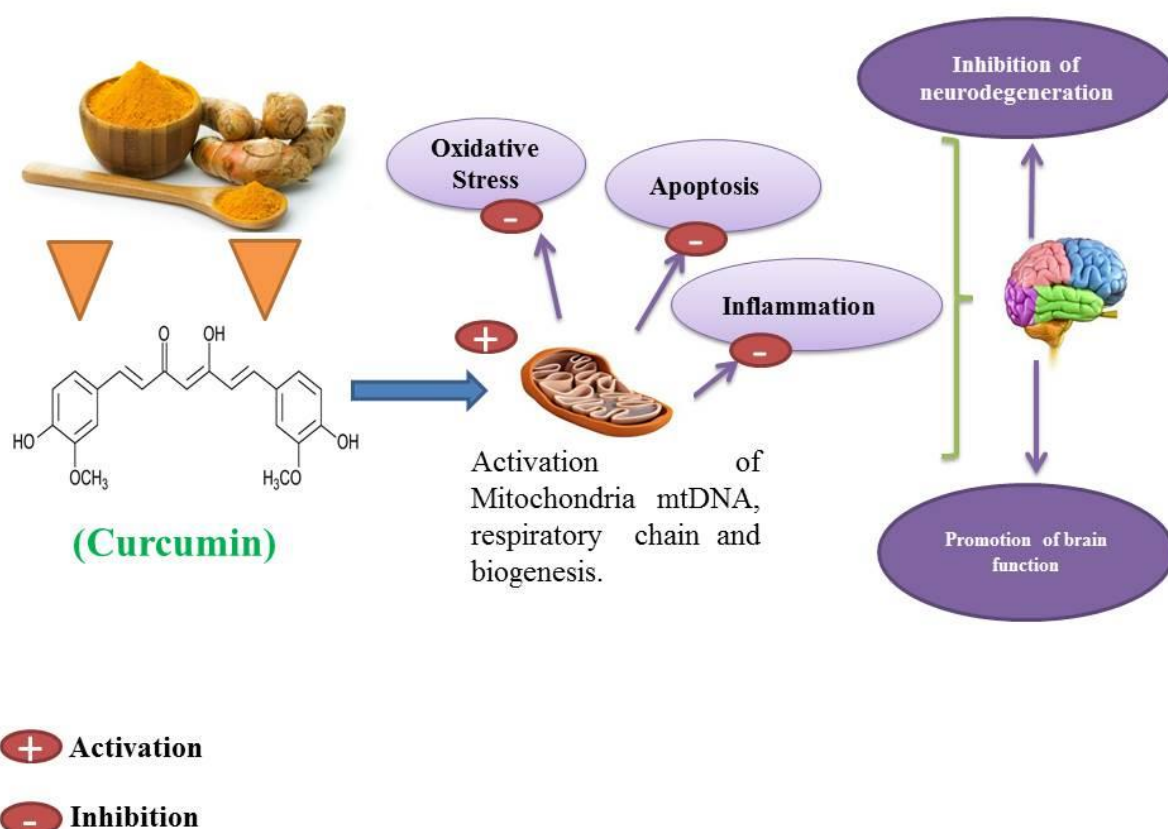 Inhibition of
neurodegeneration
Oxidative
Stress
-
Apoptosis
-
Inflammation
-
+
O
OH
HO
OCH3
H3CO
OH
(Curcumin)
Activation of
Mitochondria mtDNA,
respiratory chain and
biogenesis.
Promotion of brain
function
+ Activation
- Inhibition